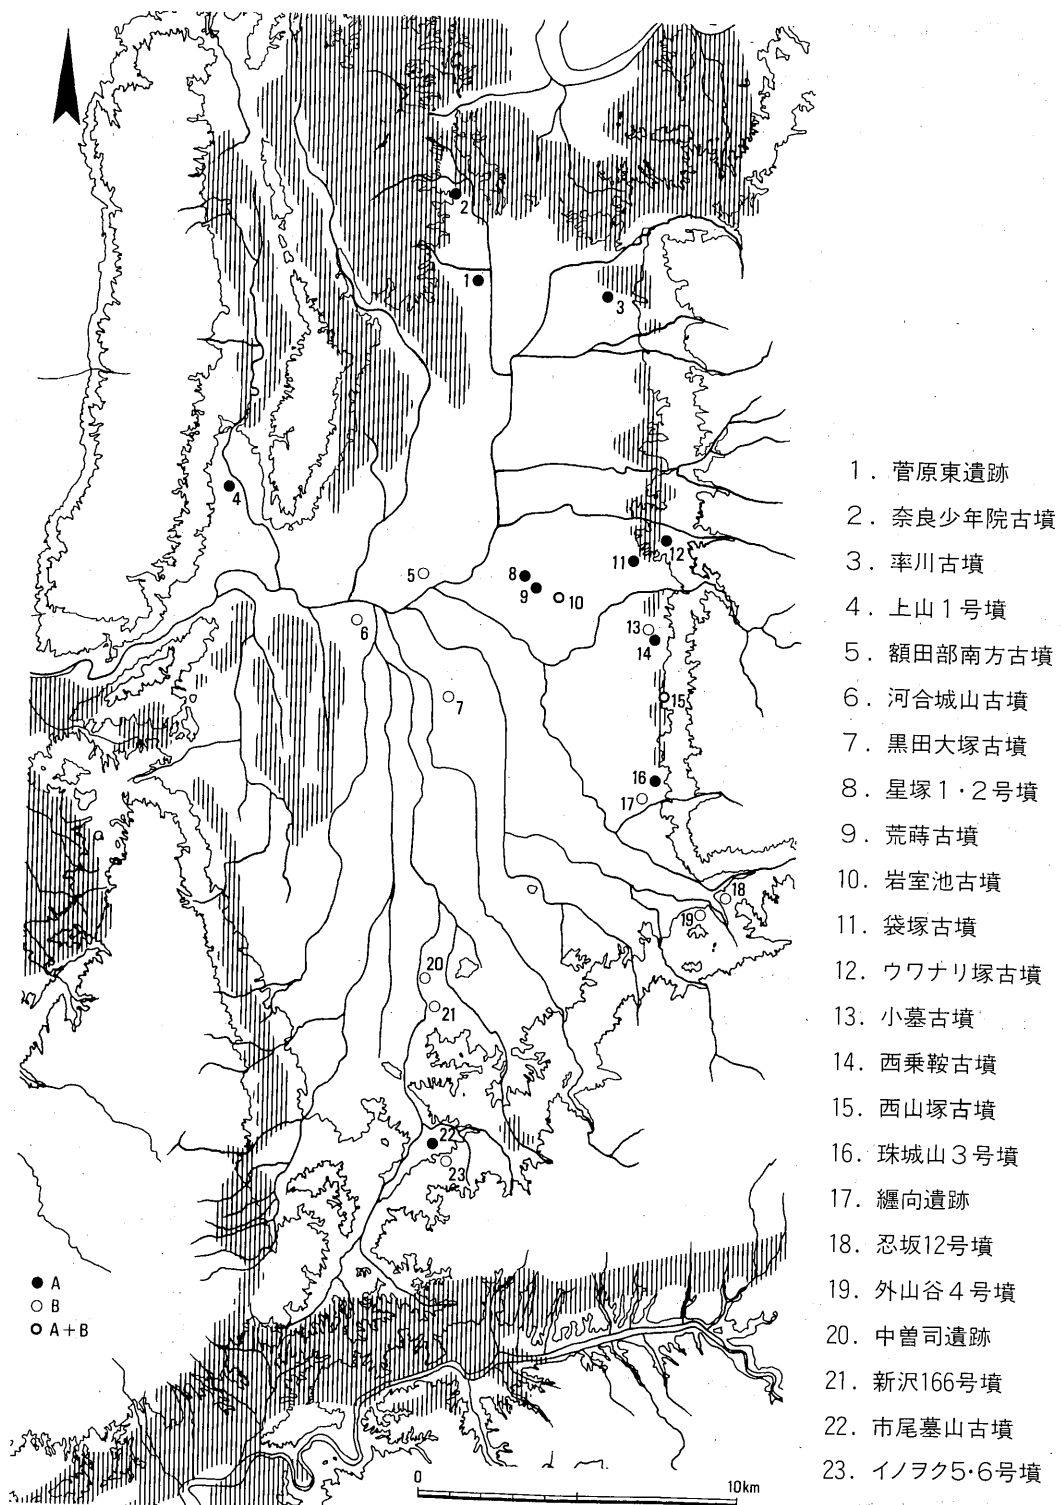 2
1
3
4
5
8
9
10
11
12
6
13
14
7
15
16
17
18
19
20
21
22
23
● A
○ B
○ A+B
0 10km
1. 菅原東遺跡
2. 奈良少年院古墳
3. 率川古墳
4. 上山1号墳
5. 額田部南方古墳
6. 河合城山古墳
7. 黒田大塚古墳
8. 星塚1・2号墳
9. 荒蒔古墳
10. 岩室池古墳
11. 袋塚古墳
12. ウワナリ塚古墳
13. 小墓古墳
14. 西乗鞍古墳
15. 西山塚古墳
16. 珠城山3号墳
17. 纒向遺跡
18. 忍坂12号墳
19. 外山谷4号墳
20. 中曽司遺跡
21. 新沢166号墳
22. 市尾墓山古墳
23. イノヲク5・6号墳